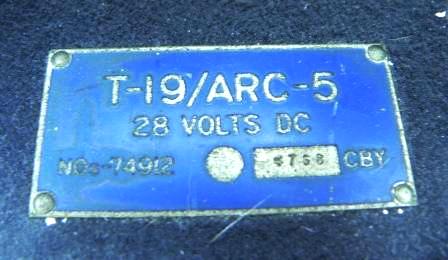 T-19/ARC-5
28 VOLTS DC
NOs-74912 CBY